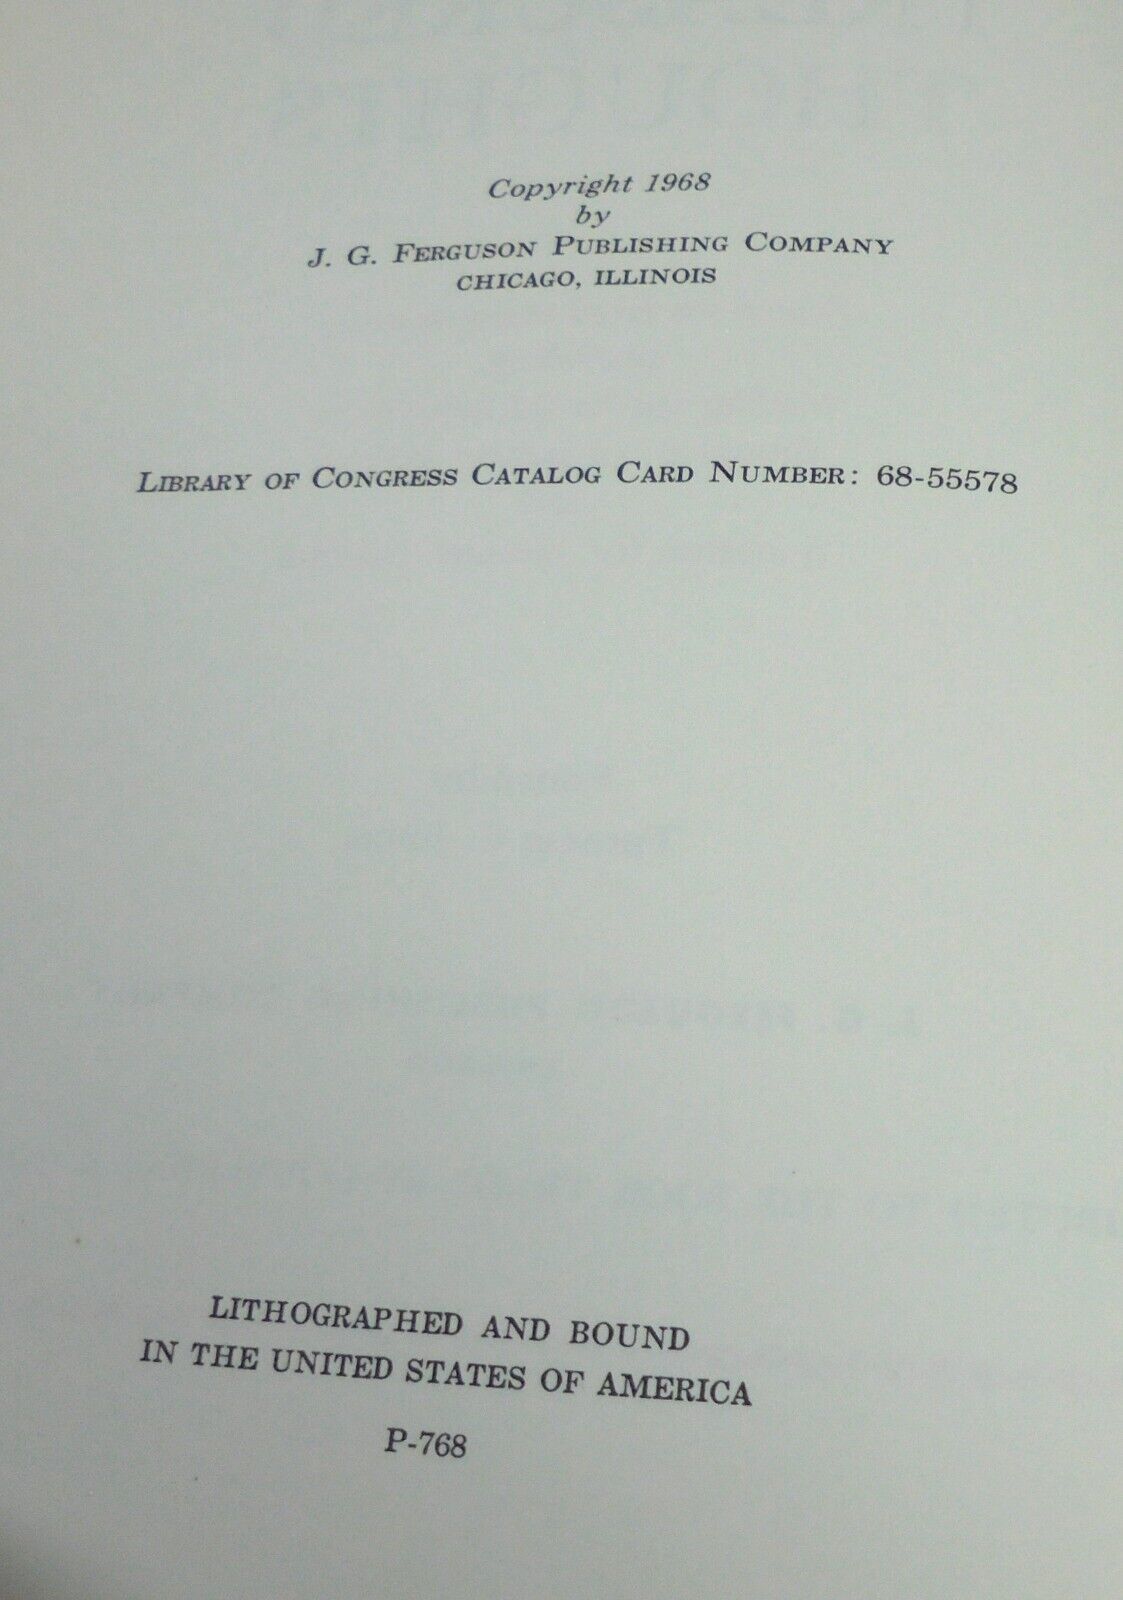 Copyright 1968
by
J. G. FERGUSON PUBLISHING COMPANY
CHICAGO, ILLINOIS
LIBRARY OF CONGRESS CATALOG CARD NUMBER: 68-55578
LITHOGRAPHED AND BOUND
IN THE UNITED STATES OF AMERICA
P-768